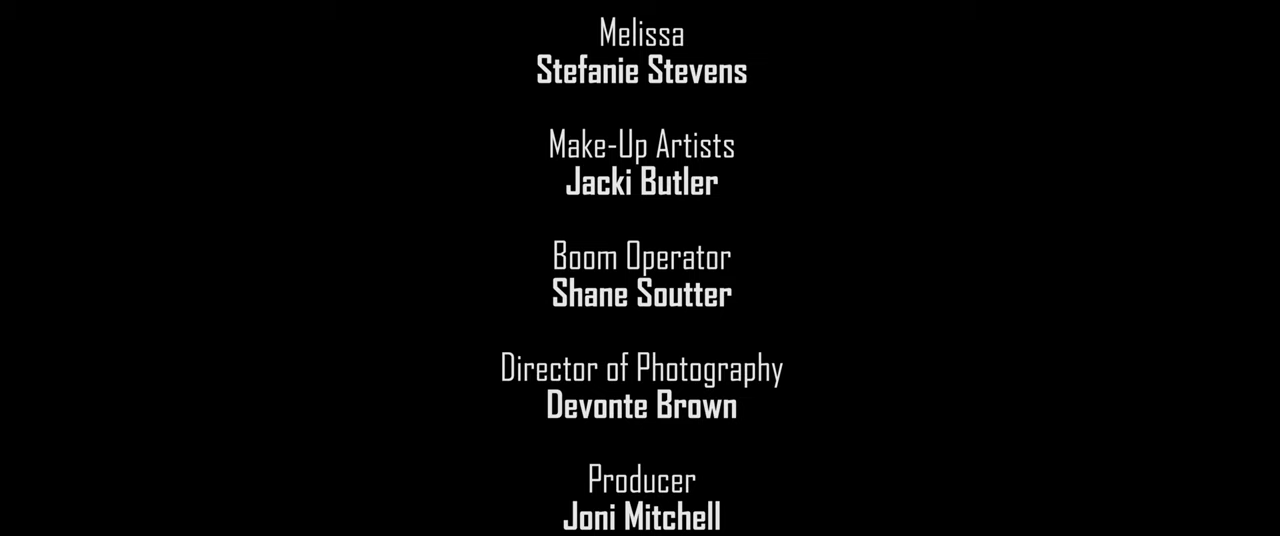 Melissa
Stefanie Stevens
Make-Up Artists
Jacki Butler
Boom Operator
Shane Soutter
Director of Photography
Devonte Brown
Producer
Joni Mitchell